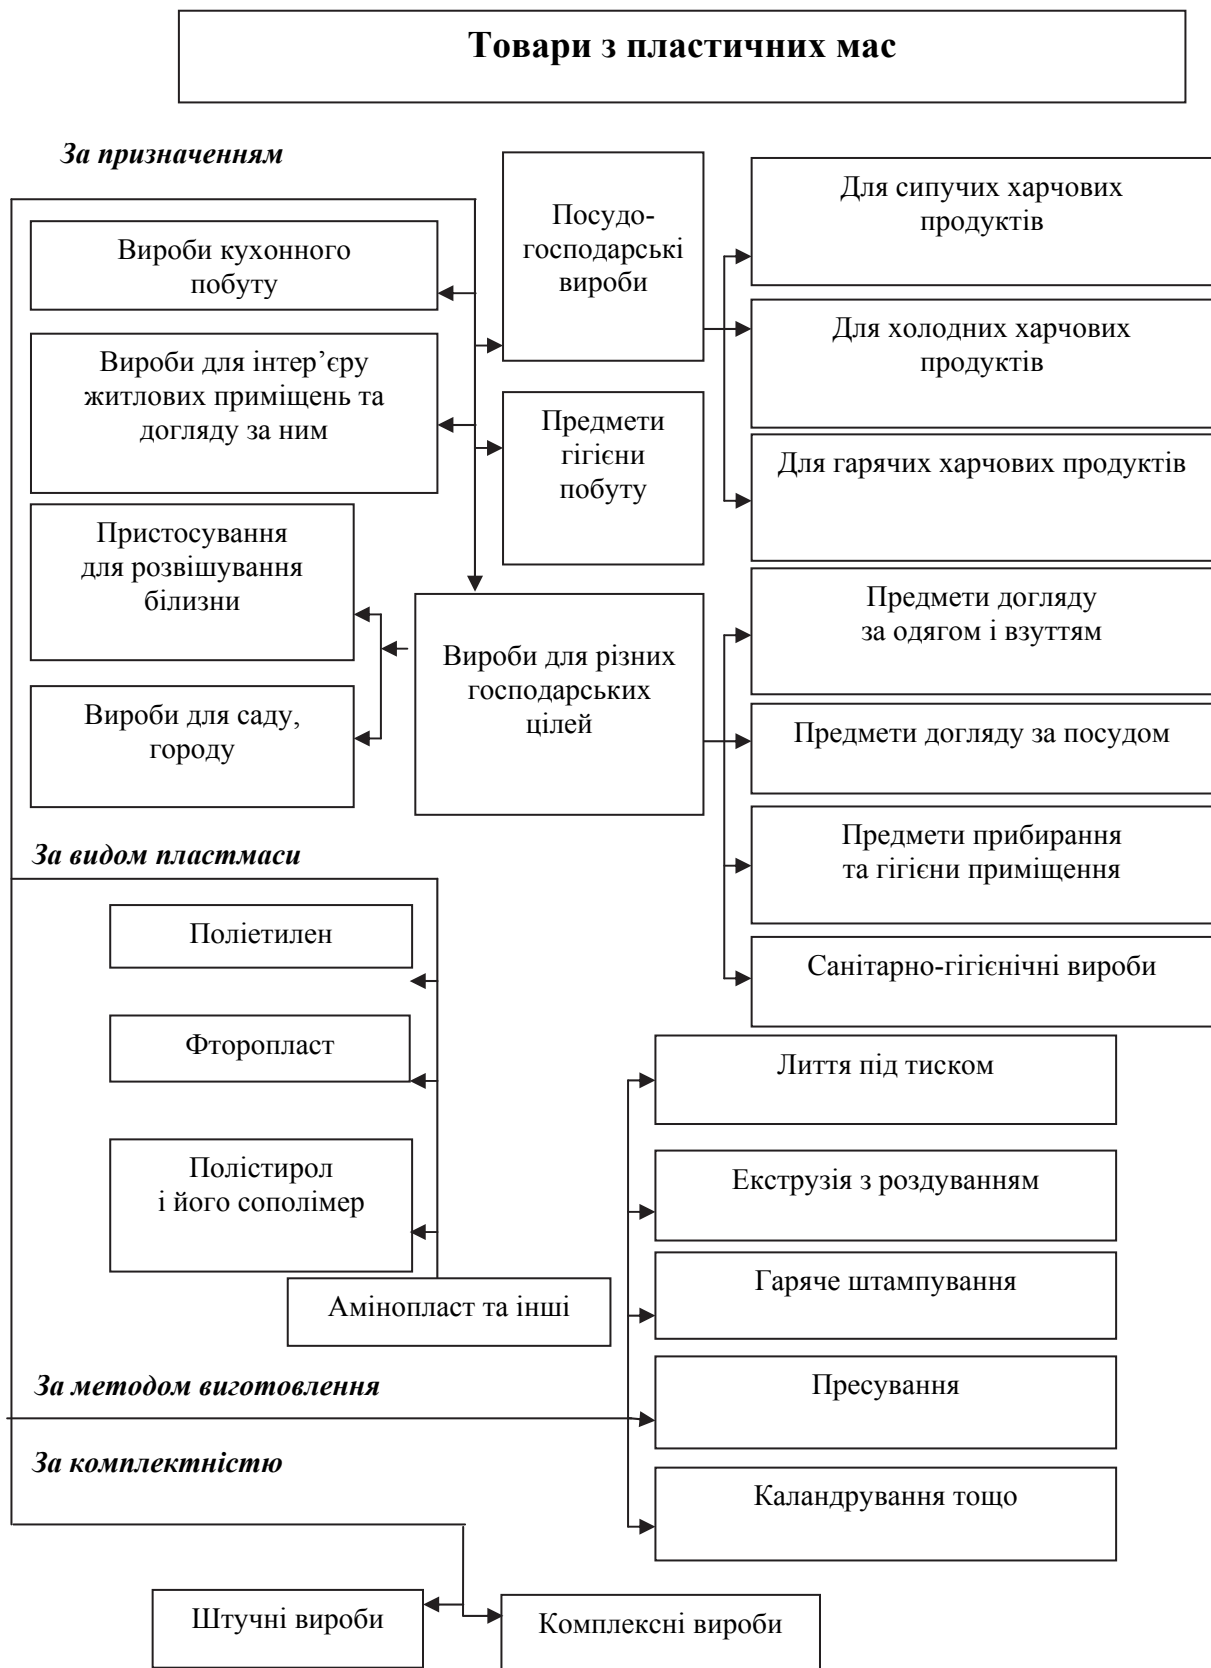 Товари з пластичних мас
За призначенням
Вироби кухонного
побуту
Вироби для інтер’єру
житлових приміщень та
догляду за ним
Пристосування
для розвішування
білизни
Вироби для саду,
городу
Посудо-
господарські
вироби
Предмети
гігієни
побуту
Вироби для різних
господарських
цілей
Для сипучих харчових
продуктів
Для холодних харчових
продуктів
Для гарячих харчових продуктів
Предмети догляду
за одягом і взуттям
Предмети догляду за посудом
Предмети прибирання
та гігієни приміщення
Санітарно-гігієнічні вироби
За видом пластмаси
Поліетилен
Фторопласт
Полістирол
і його сополімер
Амінопласт та інші
За методом виготовлення
Лиття під тиском
Екструзія з роздуванням
Гаряче штампування
Пресування
Каландрування тощо
За комплектністю
Штучні вироби
Комплексні вироби